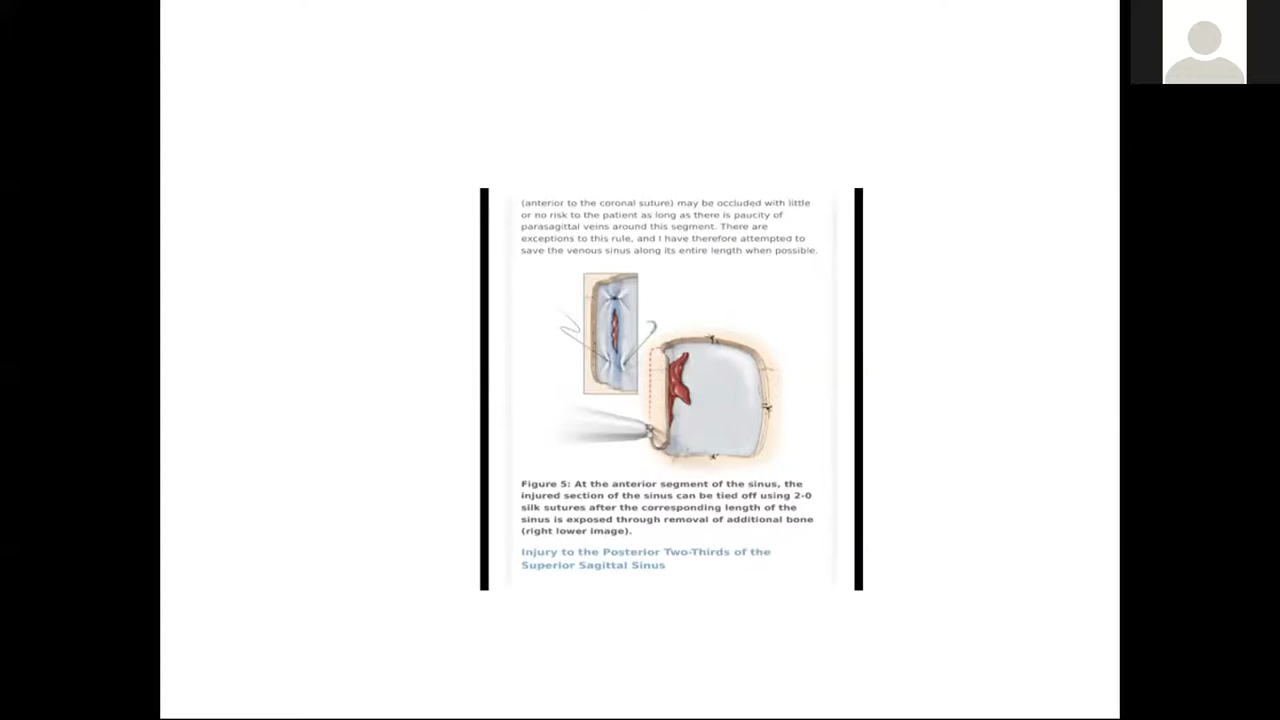 (anterior to the coronal suture) may be occluded with little
or no risk to the patient as long as there is paucity of
parasagittal veins around this segment. There are
exceptions to this rule, and I have therefore attempted to
save the venous sinus along its entire length when possible.
Figure 5: At the anterior segment of the sinus, the
injured section of the sinus can be tied off using 2-0
silk sutures after the corresponding length of the
sinus is exposed through removal of additional bone
(right lower image).
Injury to the Posterior Two-Thirds of the
Superior Sagittal Sinus